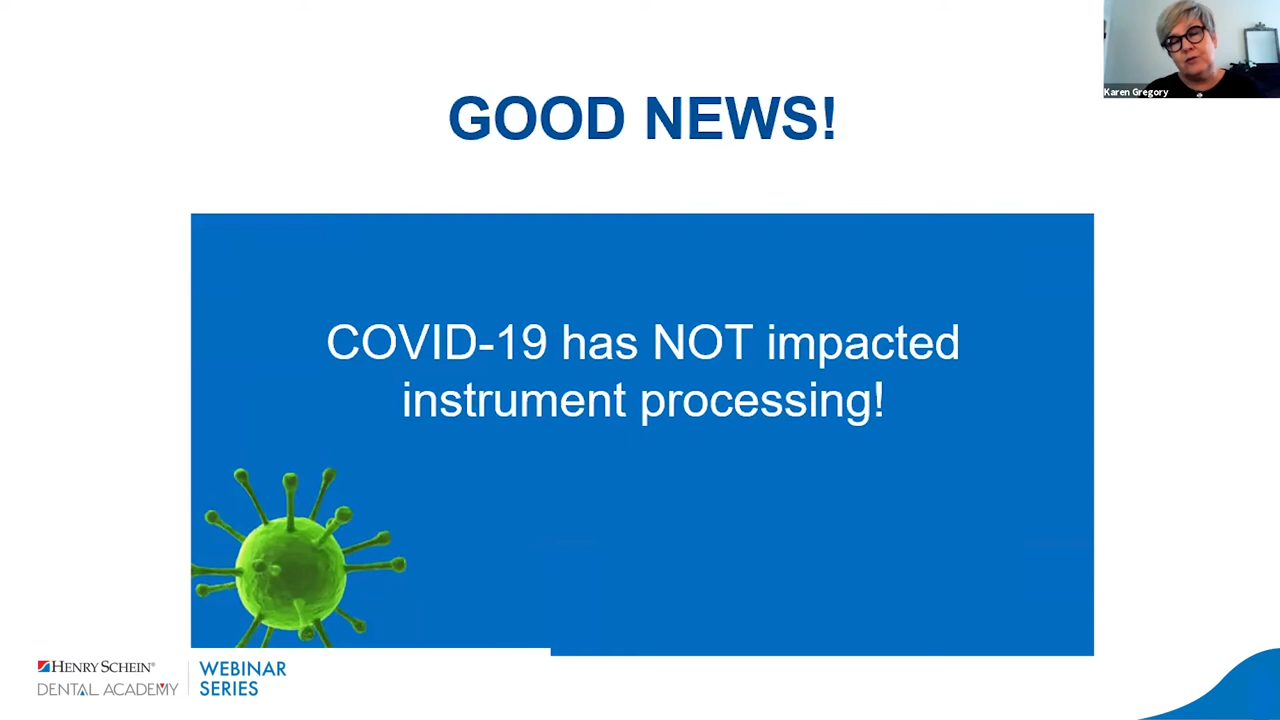 Karen Gregory
GOOD NEWS!
COVID-19 has NOT impacted
instrument processing!
HENRY SCHEIN®
DENTAL ACADEMY
WEBINAR
SERIES